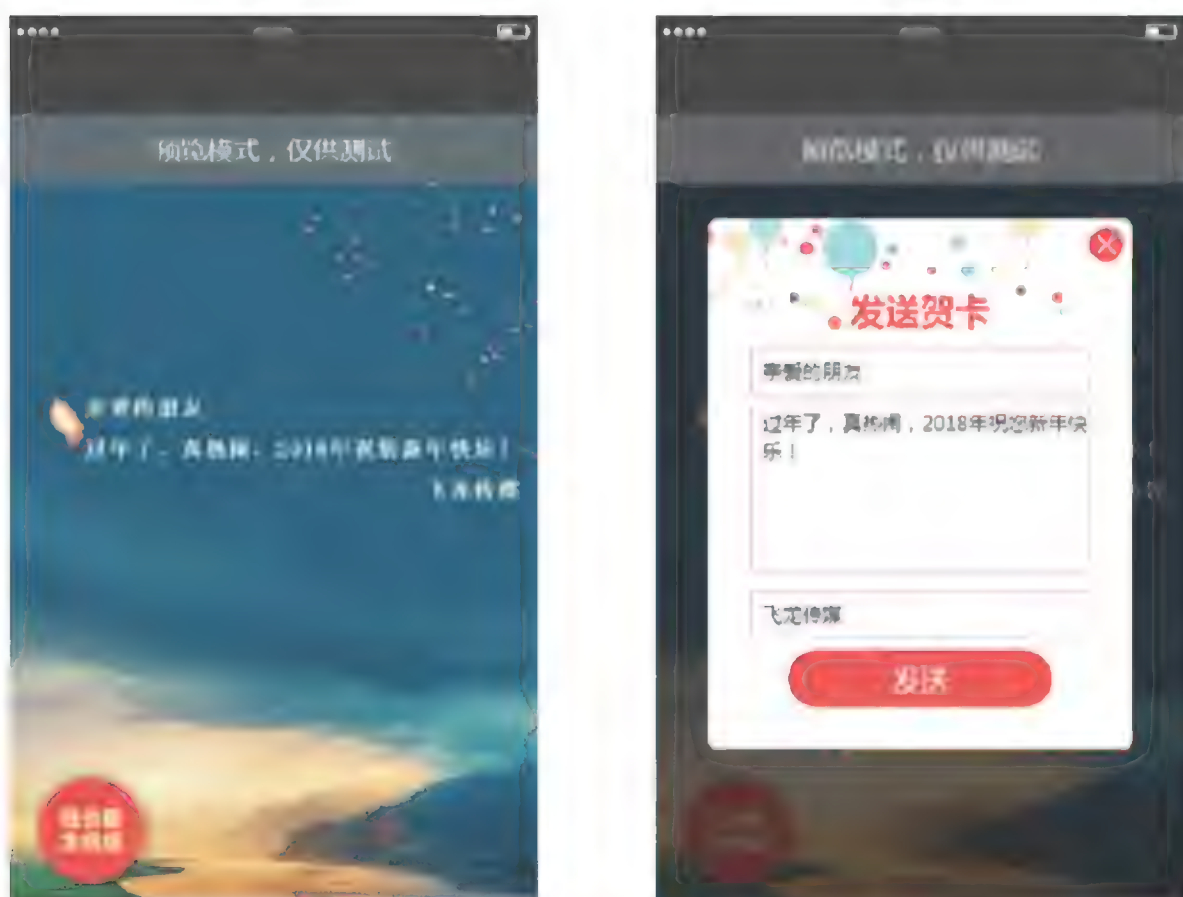 预览模式，仅供测试
亲爱的朋友
过年了，真热闹，2018年祝您新年快乐！
飞龙传媒
预览模式，仅供测试
发送贺卡
亲爱的朋友
过年了，真热闹，2018年祝您新年快
乐！
飞龙传媒
发送